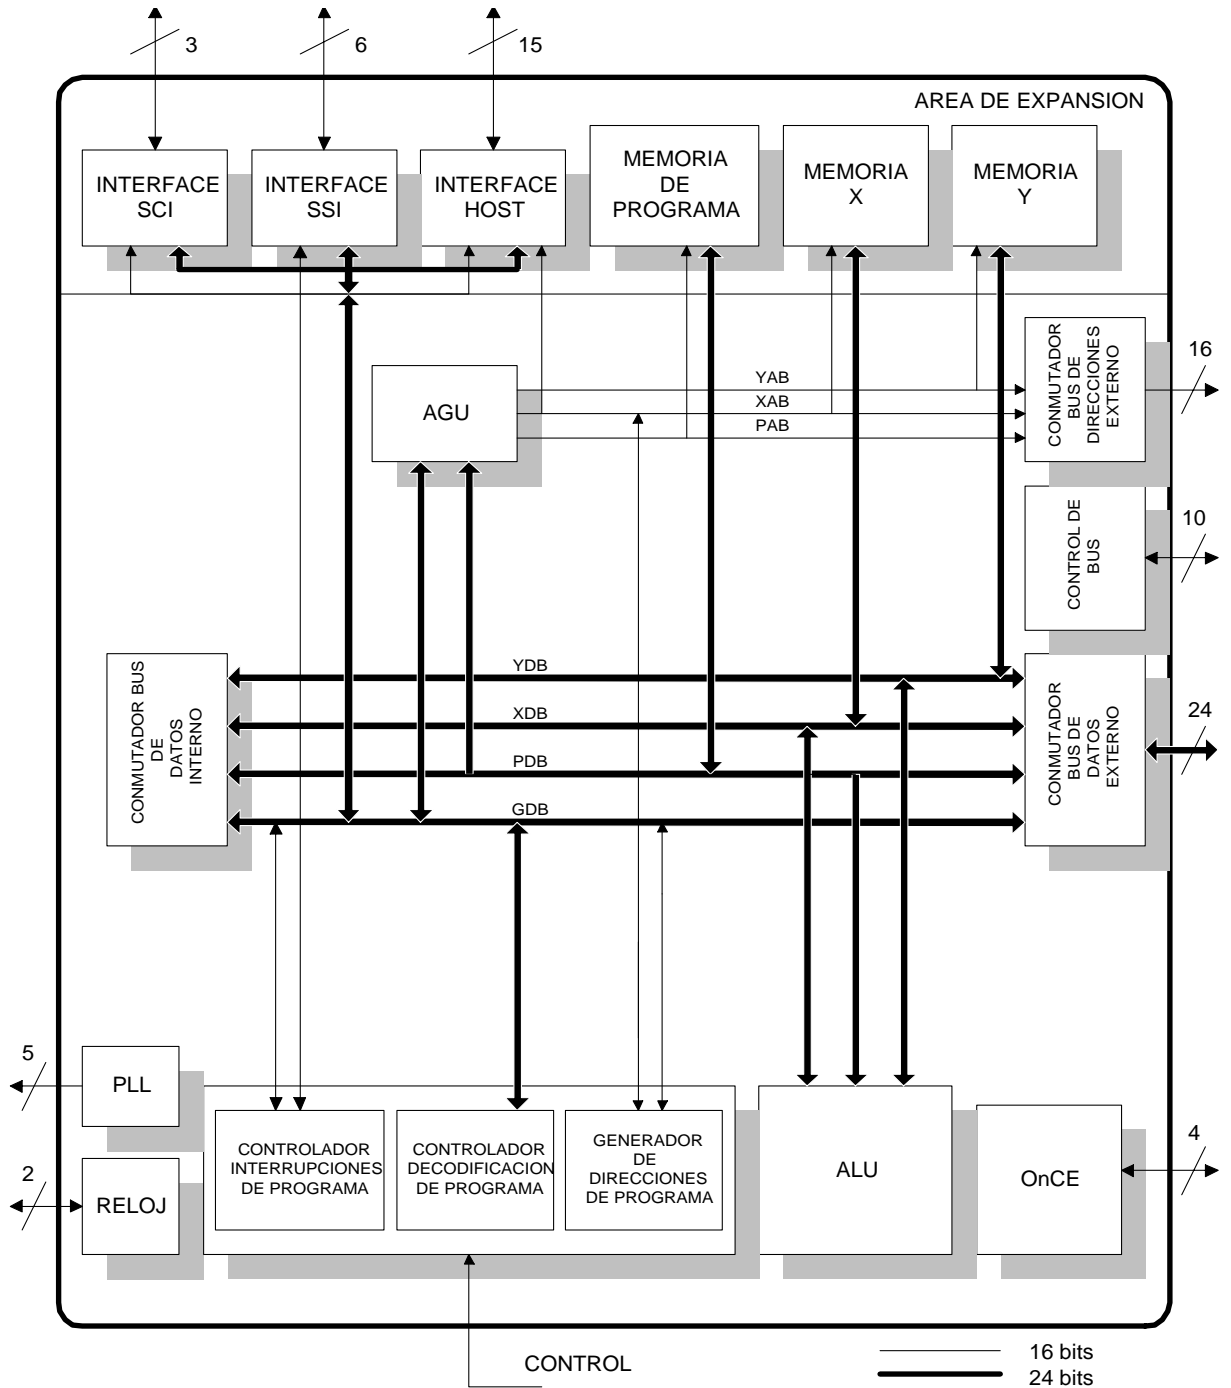 3
6
15
AREA DE EXPANSION
INTERFACE
SCI
INTERFACE
SSI
INTERFACE
HOST
MEMORIA
DE
PROGRAMA
MEMORIA
X
MEMORIA
Y
CONMUTADOR
BUS DE
DIRECCIONES
EXTERNO
16
AGU
YAB
XAB
PAB
CONTROL DE
BUS
10
CONMUTADOR BUS
DE
DATOS
INTERNO
YDB
XDB
PDB
GDB
CONMUTADOR
BUS DE
DATOS
EXTERNO
24
5
PLL
2
RELOJ
CONTROLADOR
INTERRUPCIONES
DE PROGRAMA
CONTROLADOR
DECODIFICACION
DE PROGRAMA
GENERADOR
DE
DIRECCIONES
DE PROGRAMA
ALU
OnCE
4
CONTROL
16 bits
24 bits